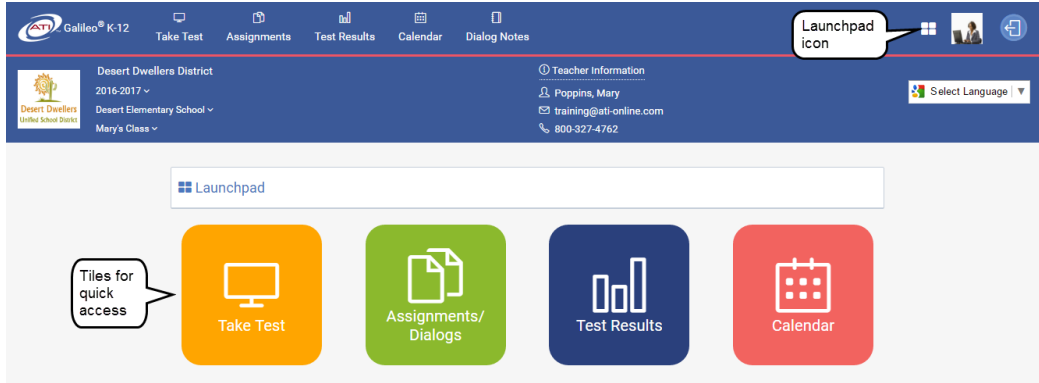 ATI
Galileo® K-12
Take Test
Assignments
Test Results
Calendar
Dialog Notes
Launchpad
icon
Desert Dwellers
Unified School District
Desert Dwellers District
2016-2017
Desert Elementary School
Mary's Class
Teacher Information
Poppins, Mary
training@ati-online.com
800-327-4762
Select Language
Launchpad
Tiles for
quick
access
Take Test
Assignments/
Dialogs
Test Results
Calendar